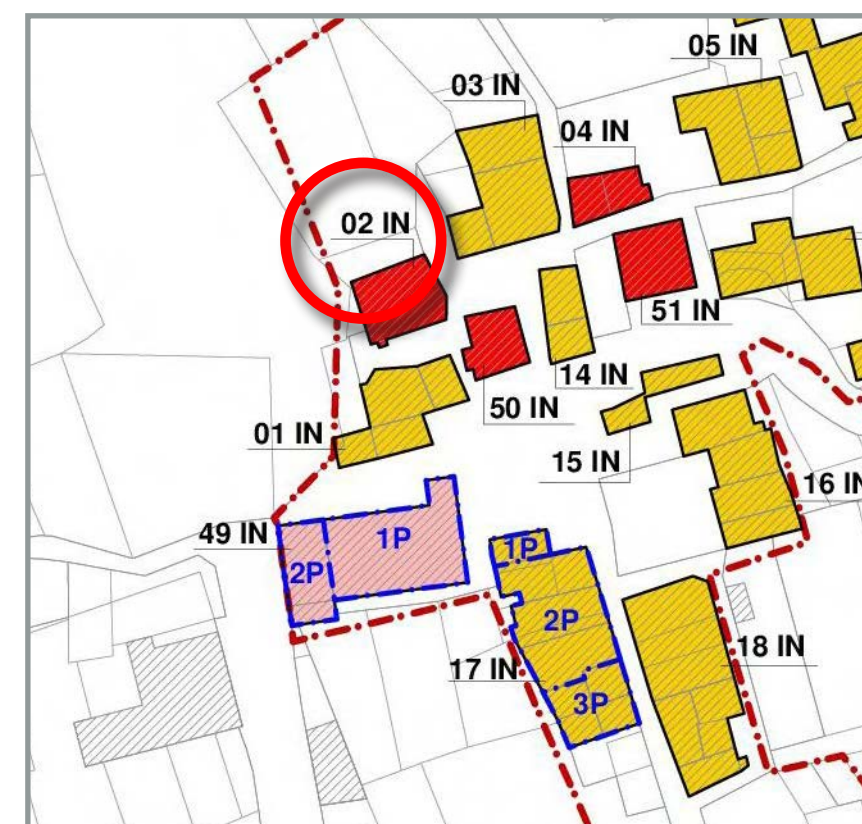 05 IN
03 IN
04 IN
02 IN
51 IN
14 IN
50 IN
01 IN
15 IN
16 IN
49 IN
1P
2P
1P
2P
17 IN
18 IN
3P